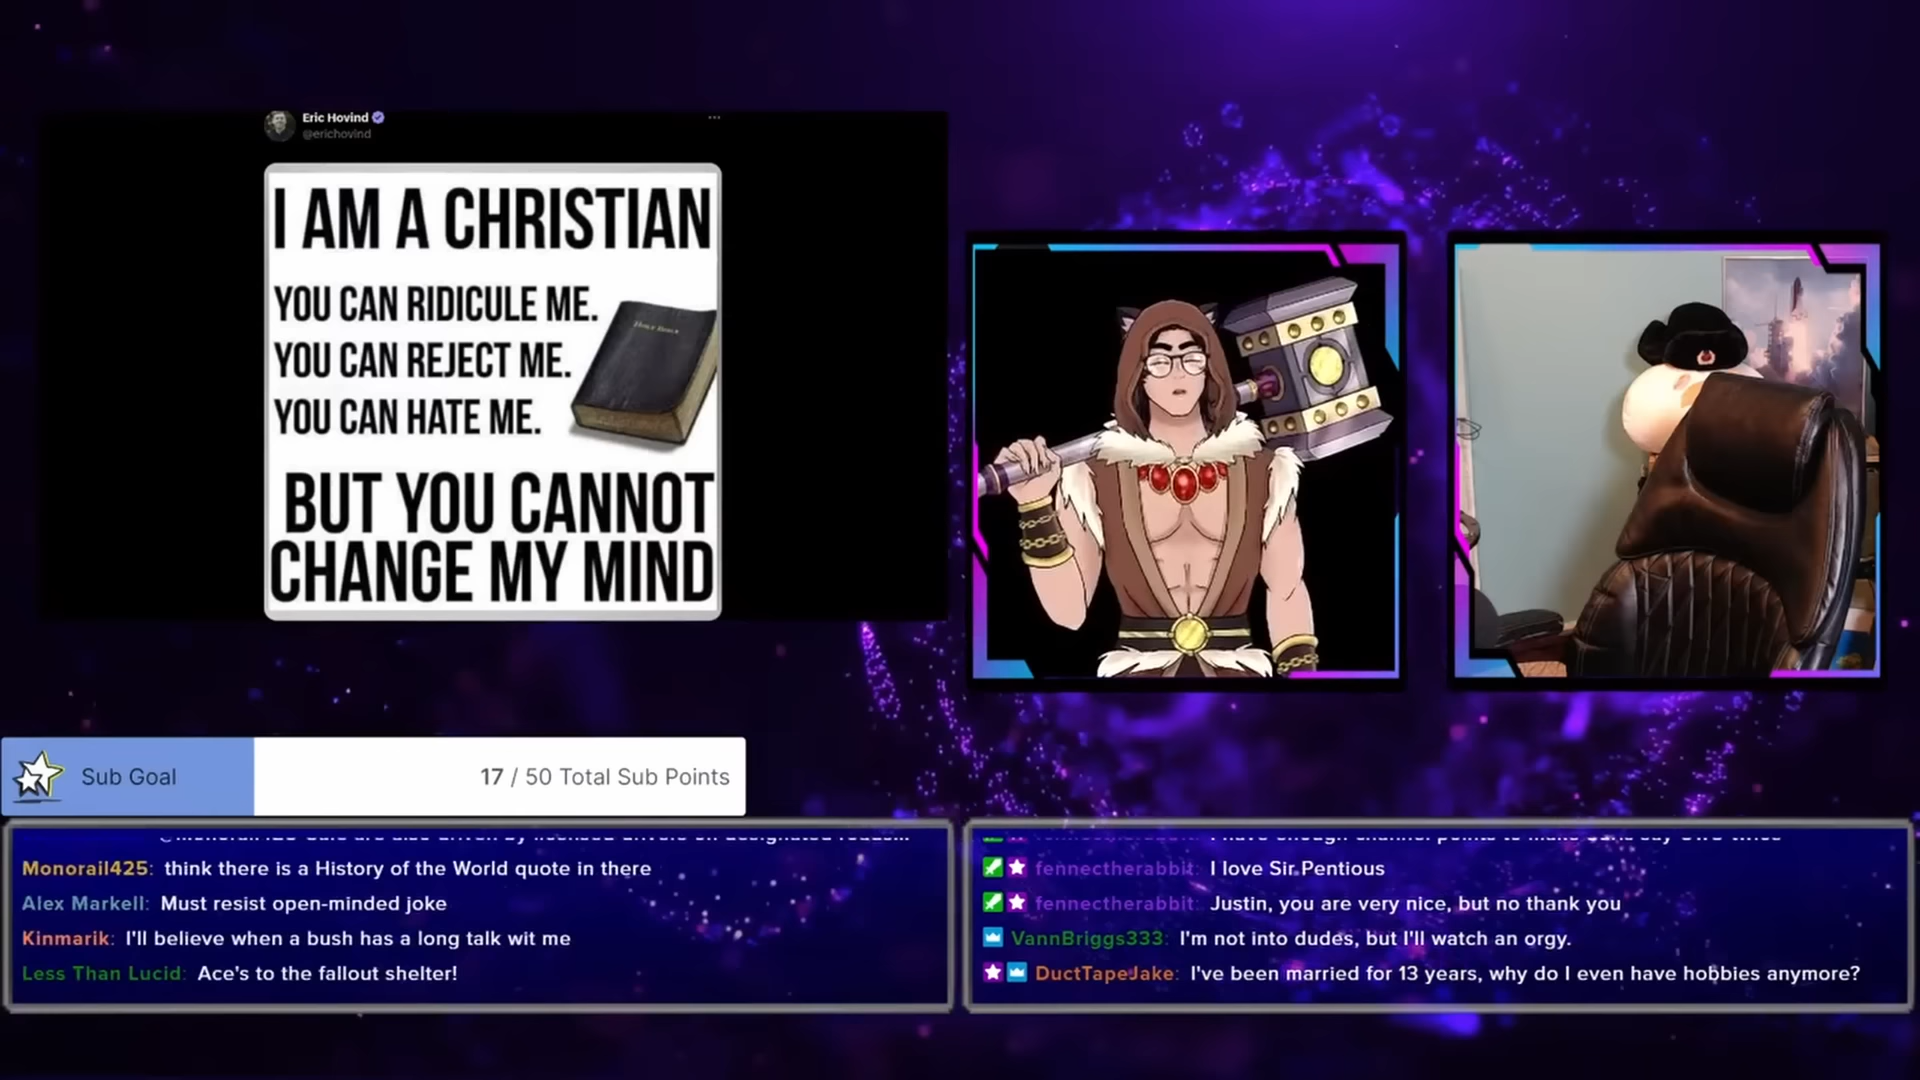 Eric Hovind
@erichovind
I AM A CHRISTIAN
YOU CAN RIDICULE ME.
YOU CAN REJECT ME.
YOU CAN HATE ME.
HOLY BIBLE
BUT YOU CANNOT
CHANGE MY MIND
Sub Goal
17 / 50 Total Sub Points
Monorail425: think there is a History of the World quote in there
Alex Markell: Must resist open-minded joke
Kinmarik: I'll believe when a bush has a long talk wit me
Less Than Lucid: Ace's to the fallout shelter!
fennectherabbit: I love Sir Pentious
fennectherabbit: Justin, you are very nice, but no thank you
VannBriggs333: I'm not into dudes, but I'll watch an orgy.
DuctTapeJake: I've been married for 13 years, why do I even have hobbies anymore?